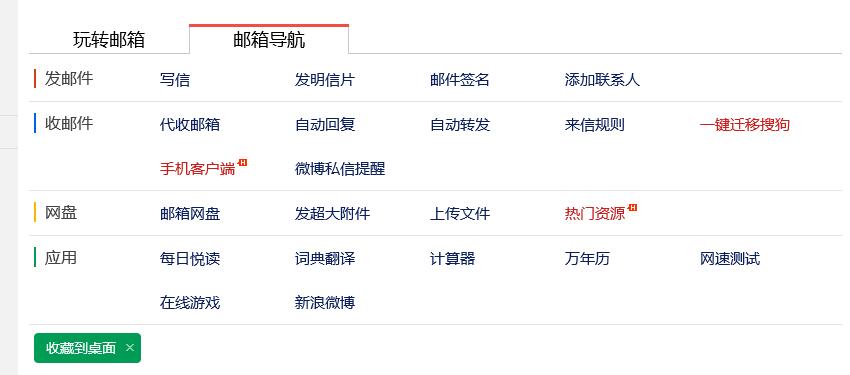 玩转邮箱 邮箱导航
发邮件 写信 发明信片 邮件签名 添加联系人
收邮件 代收邮箱 自动回复 自动转发 来信规则 一键迁移搜狗
手机客户端 H 微博私信提醒
网盘 邮箱网盘 发超大附件 上传文件 热门资源 H
应用 每日悦读 词典翻译 计算器 万年历 网速测试
在线游戏 新浪微博
收藏到桌面 ×